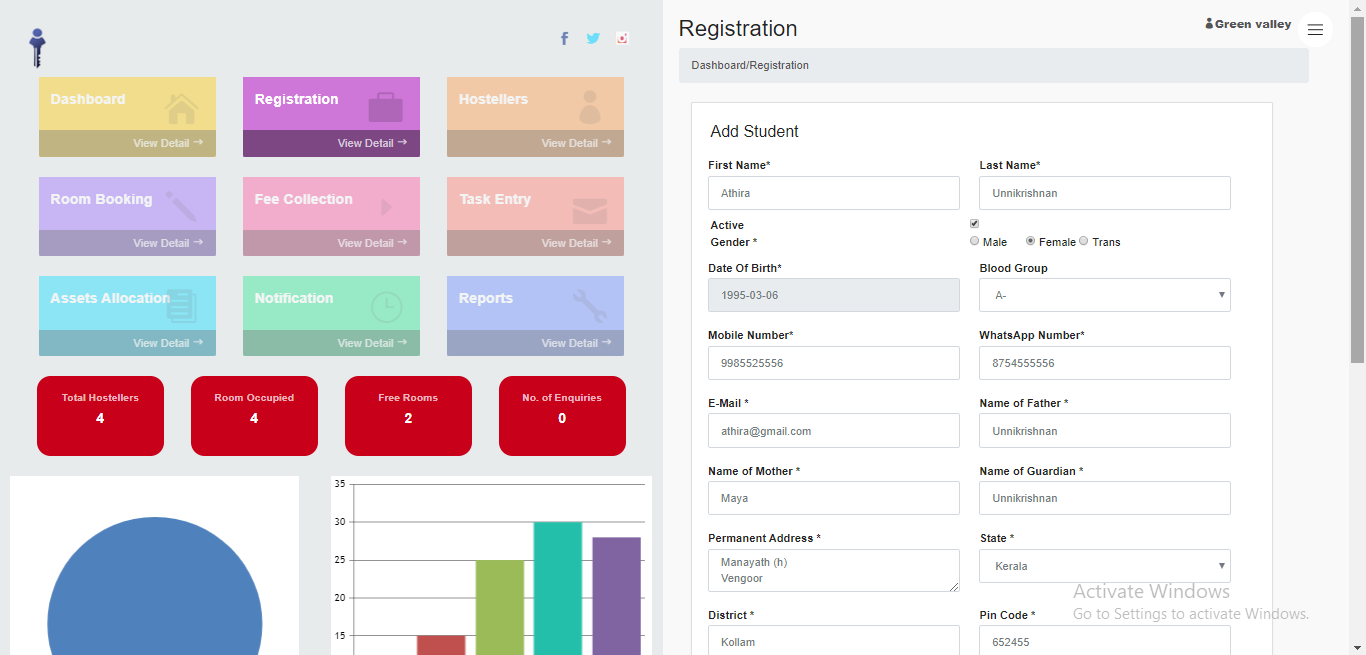 Dashboard
View Detail →
Registration
View Detail →
Hostellers
View Detail →
Room Booking
View Detail →
Fee Collection
View Detail →
Task Entry
View Detail →
Assets Allocation
View Detail →
Notification
View Detail →
Reports
View Detail →
Total Hostellers
4
Room Occupied
4
Free Rooms
2
No. of Enquiries
0
35
30
25
20
15
Registration
Green valley
Dashboard/Registration
Add Student
First Name*
Last Name*
Athira
Unnikrishnan
Active
Gender *
Male Female Trans
Date Of Birth*
Blood Group
1995-03-06
A-
Mobile Number*
WhatsApp Number*
9985525556
8754555556
E-Mail *
Name of Father *
athira@gmail.com
Unnikrishnan
Name of Mother *
Name of Guardian *
Maya
Unnikrishnan
Permanent Address *
State *
Manayath (h)
Vengoor
Kerala
District *
Pin Code *
Kollam
652455
Activate Windows
Go to Settings to activate Windows.